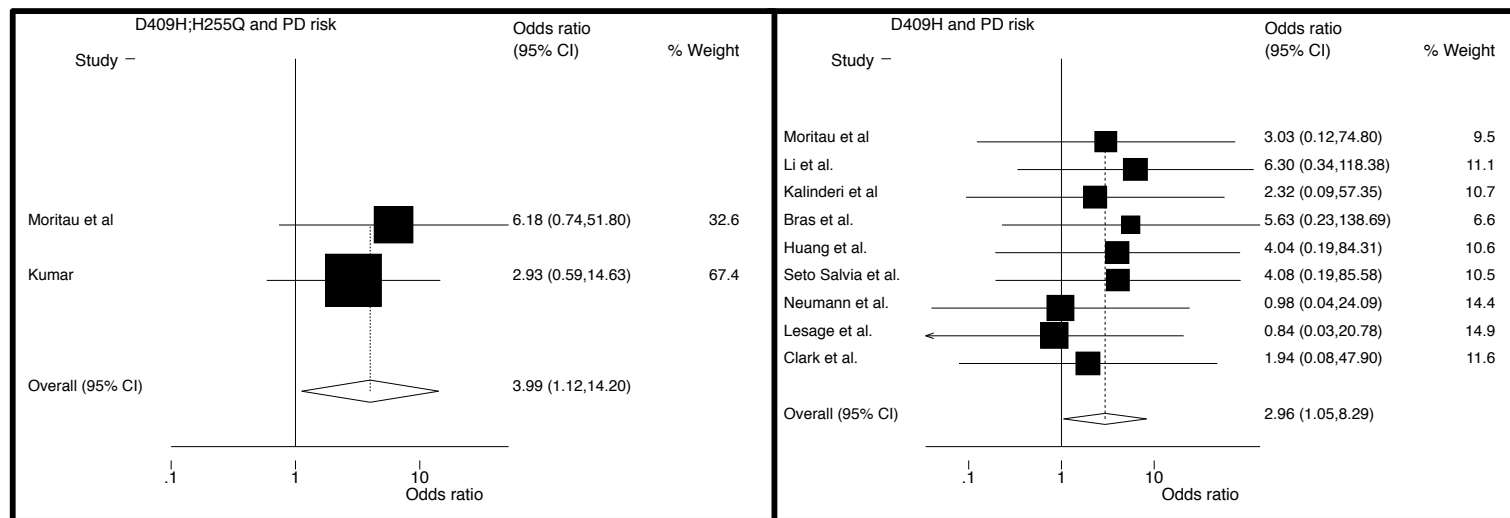 D409H;H255Q and PD risk
Odds ratio
(95% CI)
% Weight
Study
Moritau et al
6.18 (0.74,51.80)
32.6
Kumar
2.93 (0.59,14.63)
67.4
Overall (95% CI)
3.99 (1.12,14.20)
.1
1
10
Odds ratio
D409H and PD risk
Odds ratio
(95% CI)
% Weight
Study
Moritau et al
3.03 (0.12,74.80)
9.5
Li et al.
6.30 (0.34,118.38)
11.1
Kalinderi et al
2.32 (0.09,57.35)
10.7
Bras et al.
5.63 (0.23,138.69)
6.6
Huang et al.
4.04 (0.19,84.31)
10.6
Seto Salvia et al.
4.08 (0.19,85.58)
10.5
Neumann et al.
0.98 (0.04,24.09)
14.4
Lesage et al.
0.84 (0.03,20.78)
14.9
Clark et al.
1.94 (0.08,47.90)
11.6
Overall (95% CI)
2.96 (1.05,8.29)
.1
1
10
Odds ratio